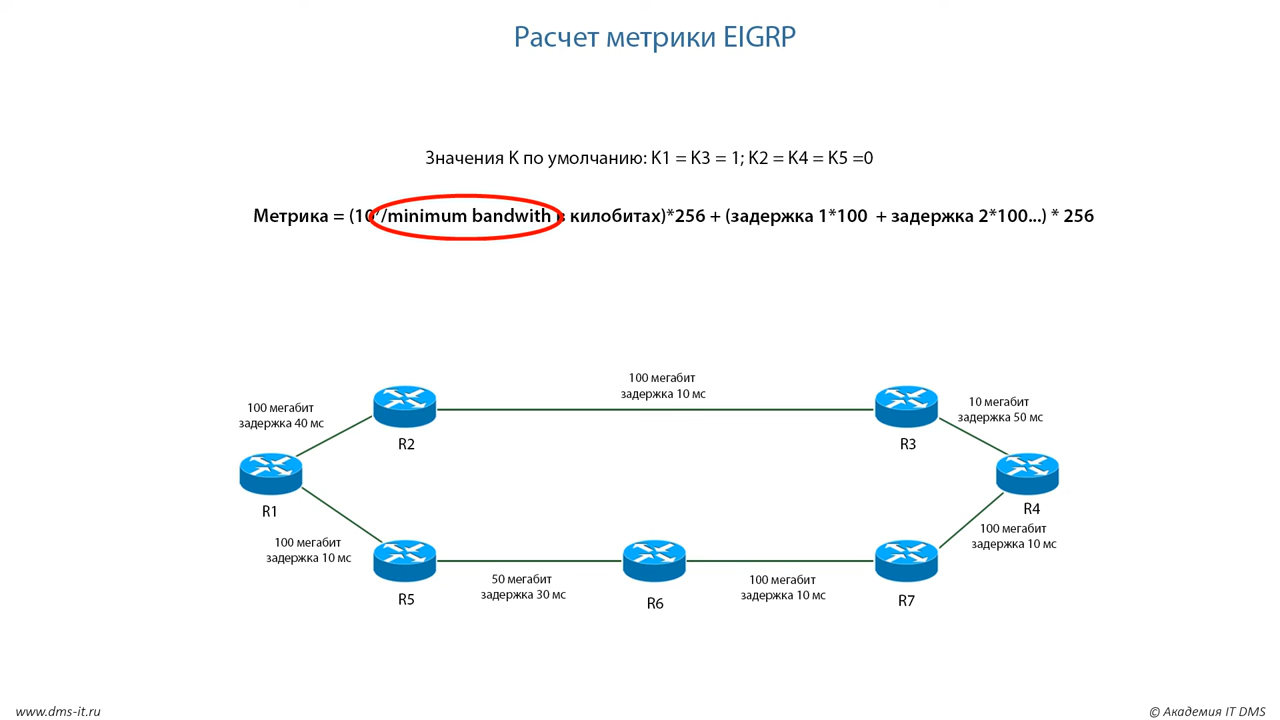 Расчет метрики EIGRP
Значения K по умолчанию: K1 = K3 = 1; K2 = K4 = K5 =0
Метрика = (10 /minimum bandwith в килобитах)*256 + (задержка 1*100 + задержка 2*100...) * 256
100 мегабит
задержка 10 мс
100 мегабит
задержка 40 мс
10 мегабит
задержка 50 мс
R2
R3
R1
R4
100 мегабит
задержка 10 мс
100 мегабит
задержка 10 мс
50 мегабит
задержка 30 мс
100 мегабит
задержка 10 мс
R5
R6
R7
www.dms-it.ru
© Академия IT DMS